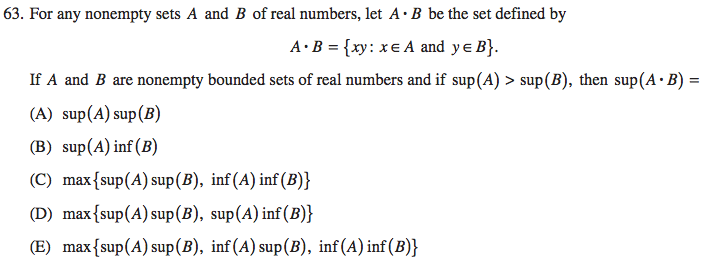 63. For any nonempty sets A and B of real numbers, let A · B be the set defined by
A · B = {xy: x ∈ A and y ∈ B}.
If A and B are nonempty bounded sets of real numbers and if sup(A) > sup(B), then sup(A · B) =
(A) sup(A) sup(B)
(B) sup(A) inf(B)
(C) max{sup(A) sup(B), inf(A) inf(B)}
(D) max{sup(A) sup(B), sup(A) inf(B)}
(E) max{sup(A) sup(B), inf(A) sup(B), inf(A) inf(B)}